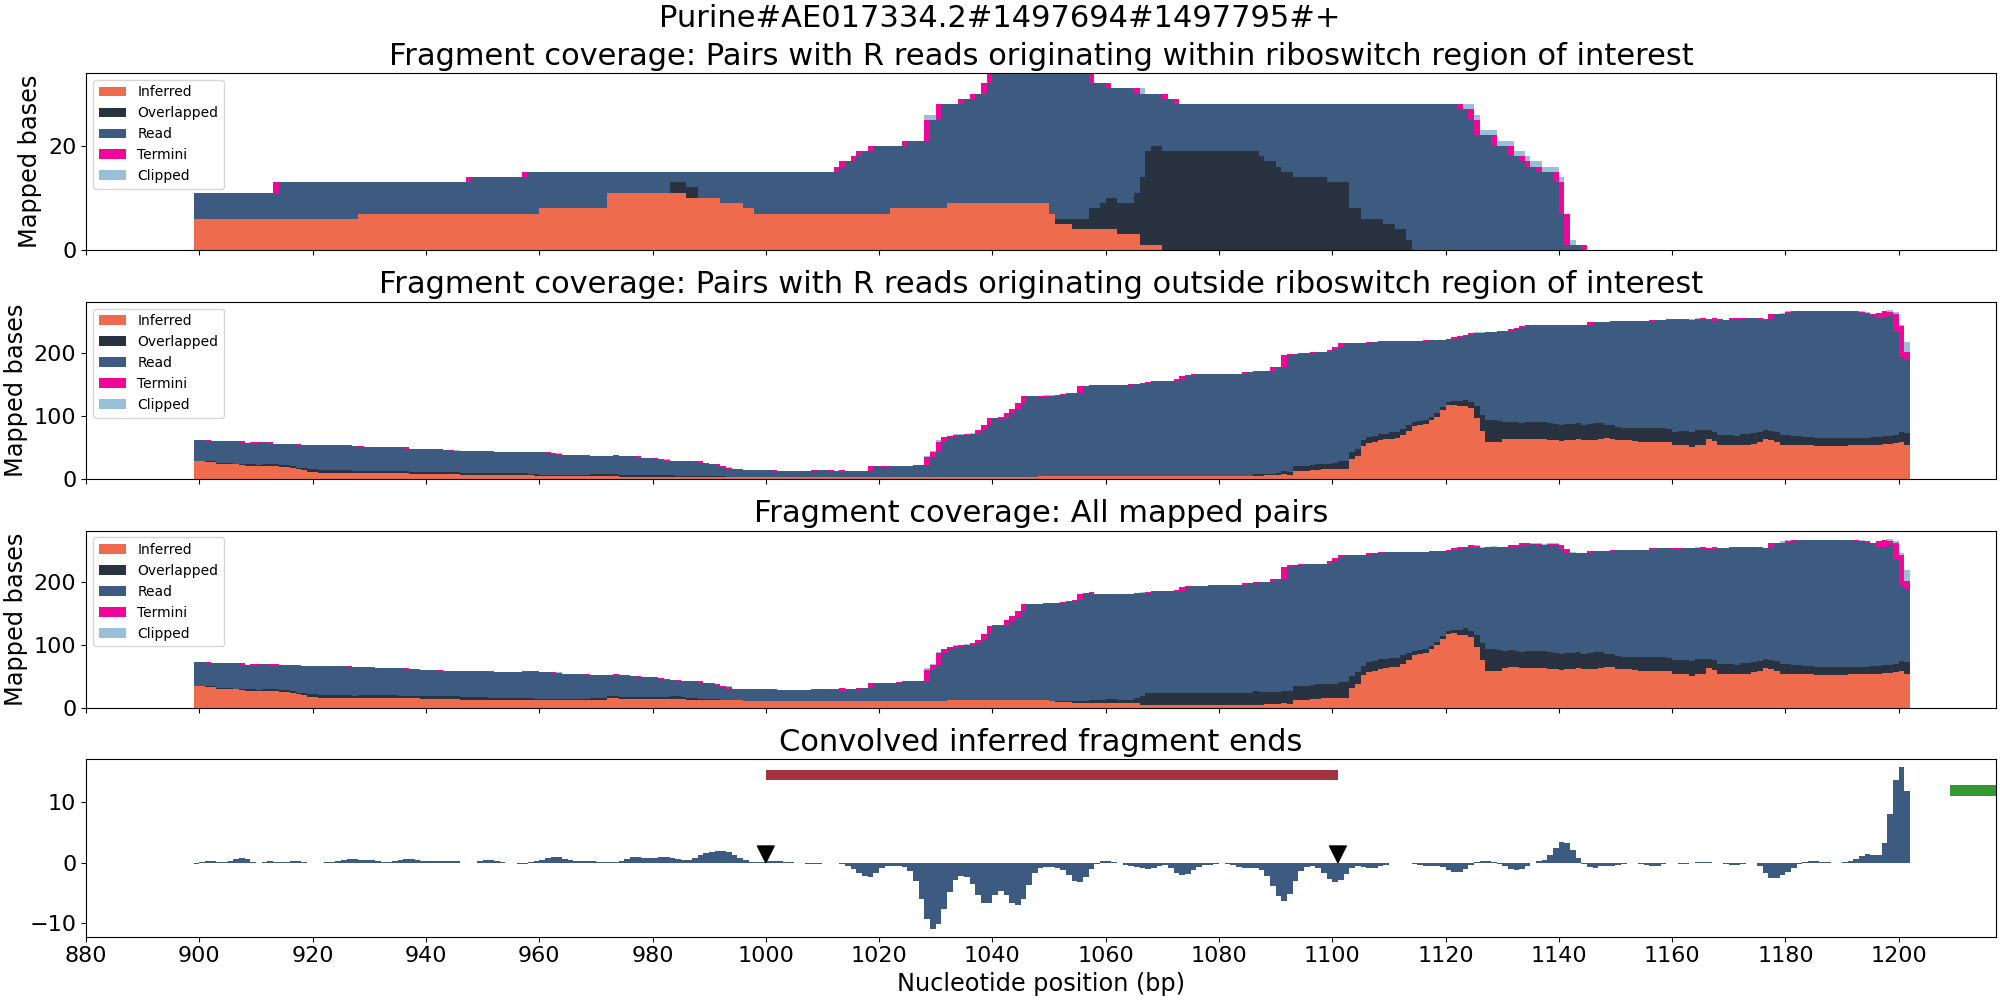 Purine#AE017334.2#1497694#1497795#+
Fragment coverage: Pairs with R reads originating within riboswitch region of interest
Mapped bases
20
0
Inferred
Overlapped
Read
Termini
Clipped
Fragment coverage: Pairs with R reads originating outside riboswitch region of interest
Mapped bases
200
100
0
Inferred
Overlapped
Read
Termini
Clipped
Fragment coverage: All mapped pairs
Mapped bases
200
100
0
Inferred
Overlapped
Read
Termini
Clipped
Convolved inferred fragment ends
10
0
−10
880 900 920 940 960 980 1000 1020 1040 1060 1080 1100 1120 1140 1160 1180 1200
Nucleotide position (bp)